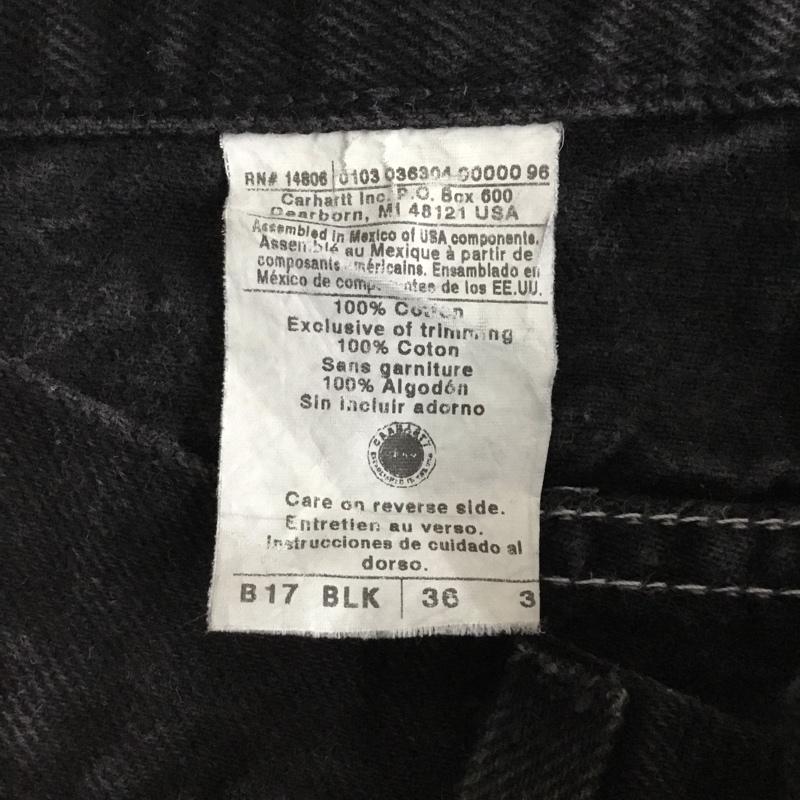 RN# 14806 0103 036304 00000 96
Carhartt Inc. P.O. Box 600
Dearborn, MI 48121 USA
Assembled in Mexico of USA components.
Assemblé au Mexique à partir de
composants américains. Ensamblado en
México de componentes de los EE.UU.
100% Cotton
Exclusive of trimming
100% Coton
Sans garniture
100% Algodón
Sin incluir adorno
CARHARTT
Care on reverse side.
Entretien au verso.
Instrucciones de cuidado al
dorso.
B17 BLK 36 3